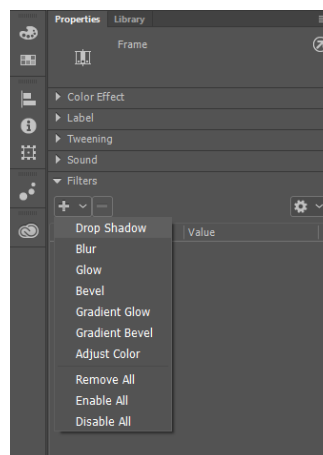 Properties Library
Frame
Color Effect
Label
Tweening
Sound
Filters
Value
Drop Shadow
Blur
Glow
Bevel
Gradient Glow
Gradient Bevel
Adjust Color
Remove All
Enable All
Disable All